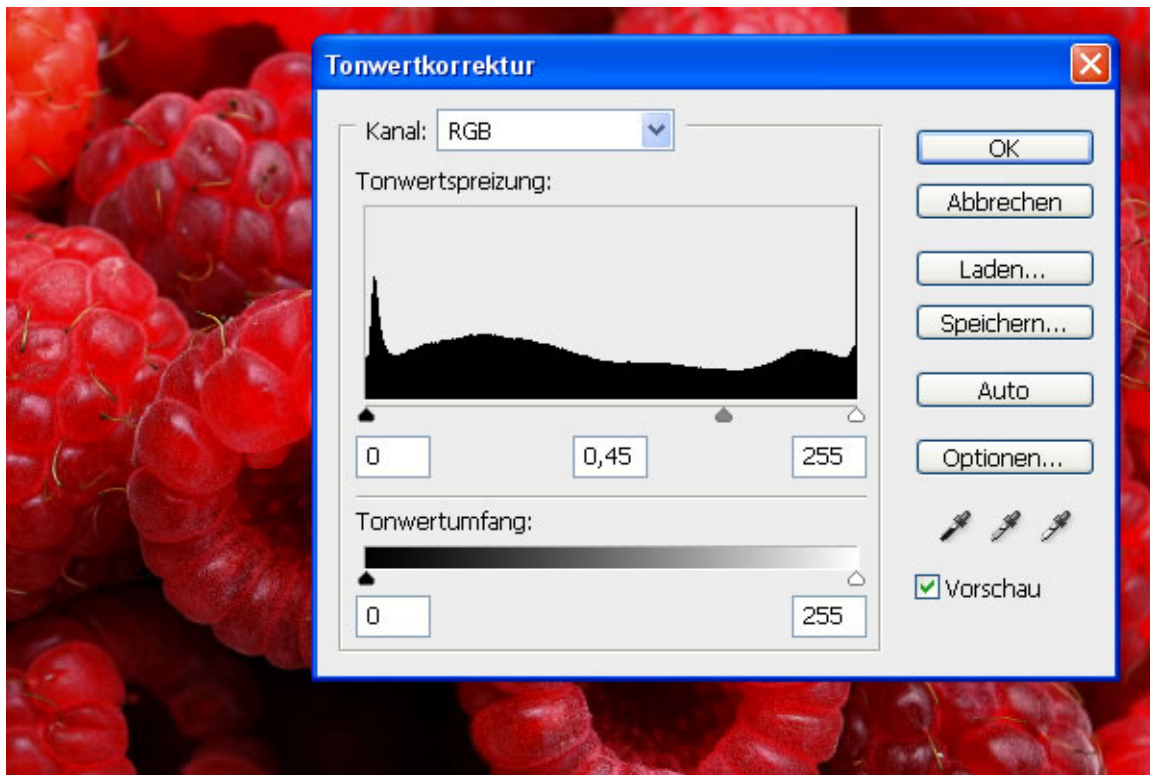 Tonwertkorrektur
Kanal: RGB
Tonwertspreizung:
0 0,45 255
Tonwertumfang:
0 255
OK
Abbrechen
Laden...
Speichern...
Auto
Optionen...
Vorschau